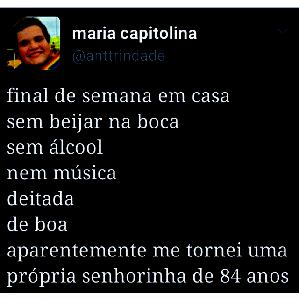 maria capitolina
@anttrindade
final de semana em casa
sem beijar na boca
sem álcool
nem música
deitada
de boa
aparentemente me tornei uma
própria senhorinha de 84 anos